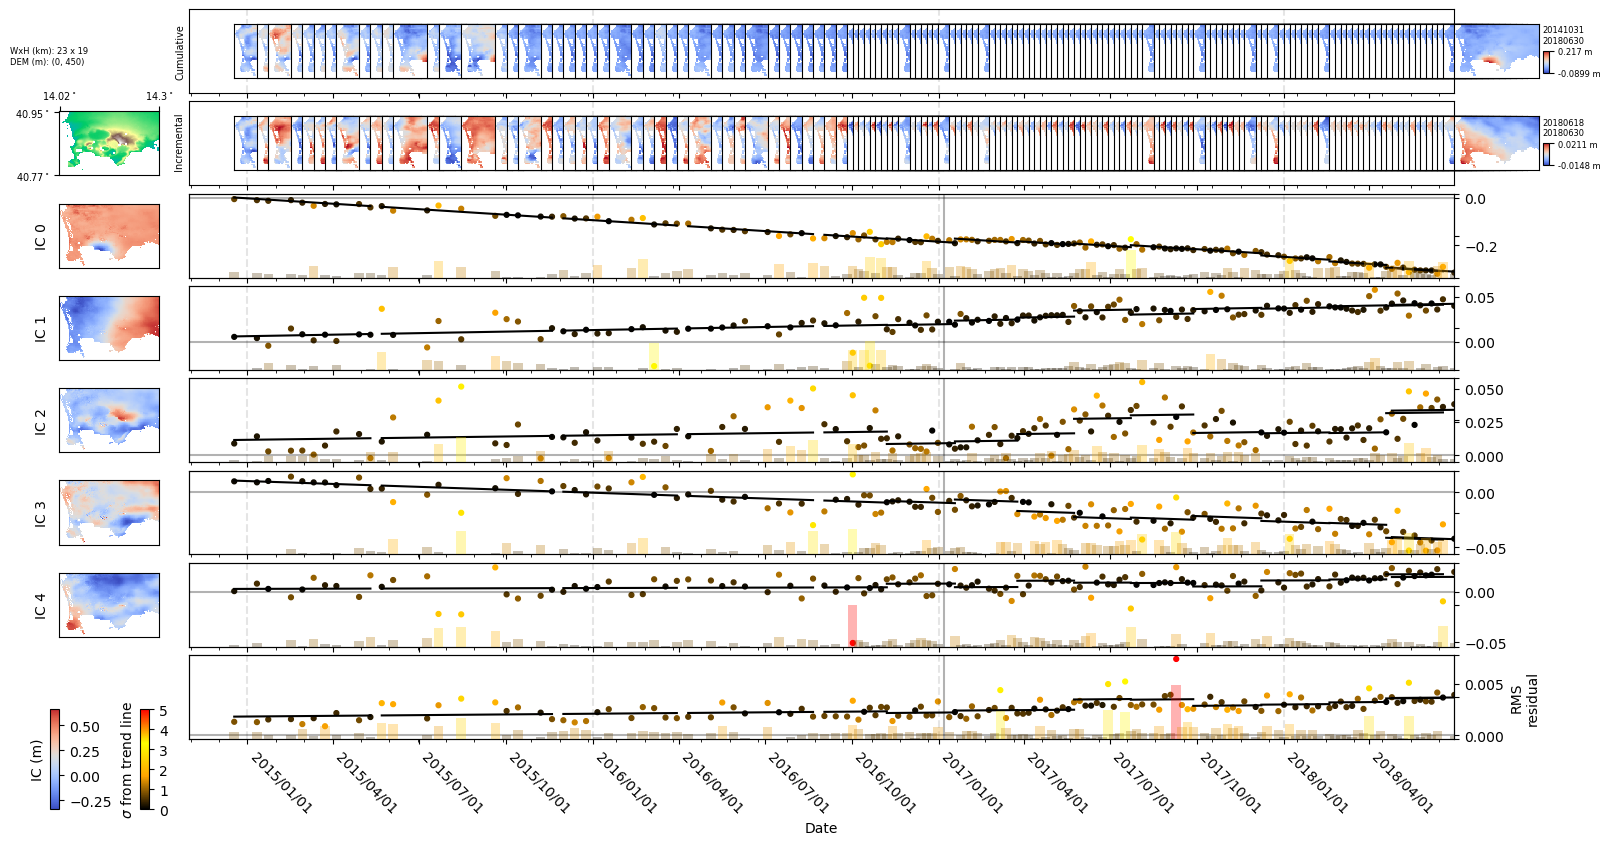 WxH (km): 23 x 19
DEM (m): (0, 450)
Cumulative
20141031
20180630
0.217 m
-0.0899 m
14.02°
14.3°
40.95°
40.77°
Incremental
20180618
20180630
0.0211 m
-0.0148 m
IC 0
0.0
−0.2
IC 1
0.05
0.00
IC 2
0.050
0.025
0.000
IC 3
0.00
−0.05
IC 4
0.00
−0.05
0.005
0.000
RMS
residual
IC (m)
0.50
0.25
0.00
−0.25
σ from trend line
5
4
3
2
1
0
2015/01/01
2015/04/01
2015/07/01
2015/10/01
2016/01/01
2016/04/01
2016/07/01
2016/10/01
2017/01/01
2017/04/01
2017/07/01
2017/10/01
2018/01/01
2018/04/01
Date